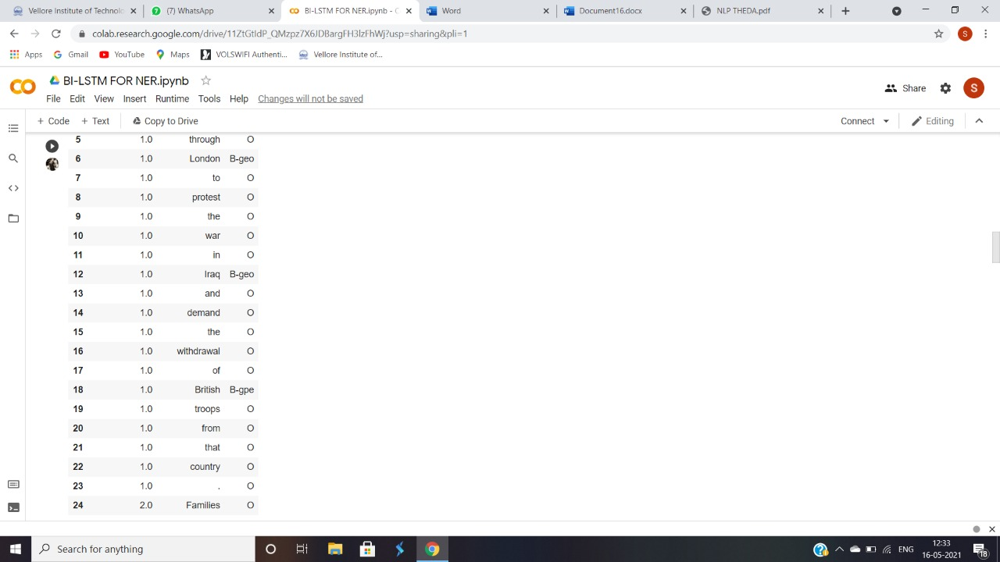 Vellore Institute of Technolo
(7) WhatsApp
BI-LSTM FOR NER.ipynb - C
Word
Document16.docx
NLP THEDA.pdf
colab.research.google.com/drive/11ZtGtIdP_QMzpz7X6JDBargFH3lzFhWj?usp=sharing&pli=1
S
Apps Gmail YouTube Maps VOLSWIFI Authenti... Vellore Institute of...
BI-LSTM FOR NER.ipynb
Share S
File Edit View Insert Runtime Tools Help Changes will not be saved
+ Code + Text Copy to Drive Connect Editing
5 1.0 through O
6 1.0 London B-geo
7 1.0 to O
8 1.0 protest O
9 1.0 the O
10 1.0 war O
11 1.0 in O
12 1.0 Iraq B-geo
13 1.0 and O
14 1.0 demand O
15 1.0 the O
16 1.0 withdrawal O
17 1.0 of O
18 1.0 British B-gpe
19 1.0 troops O
20 1.0 from O
21 1.0 that O
22 1.0 country O
23 1.0 . O
24 2.0 Families O
Search for anything
ENG
12:33
16-05-2021
18